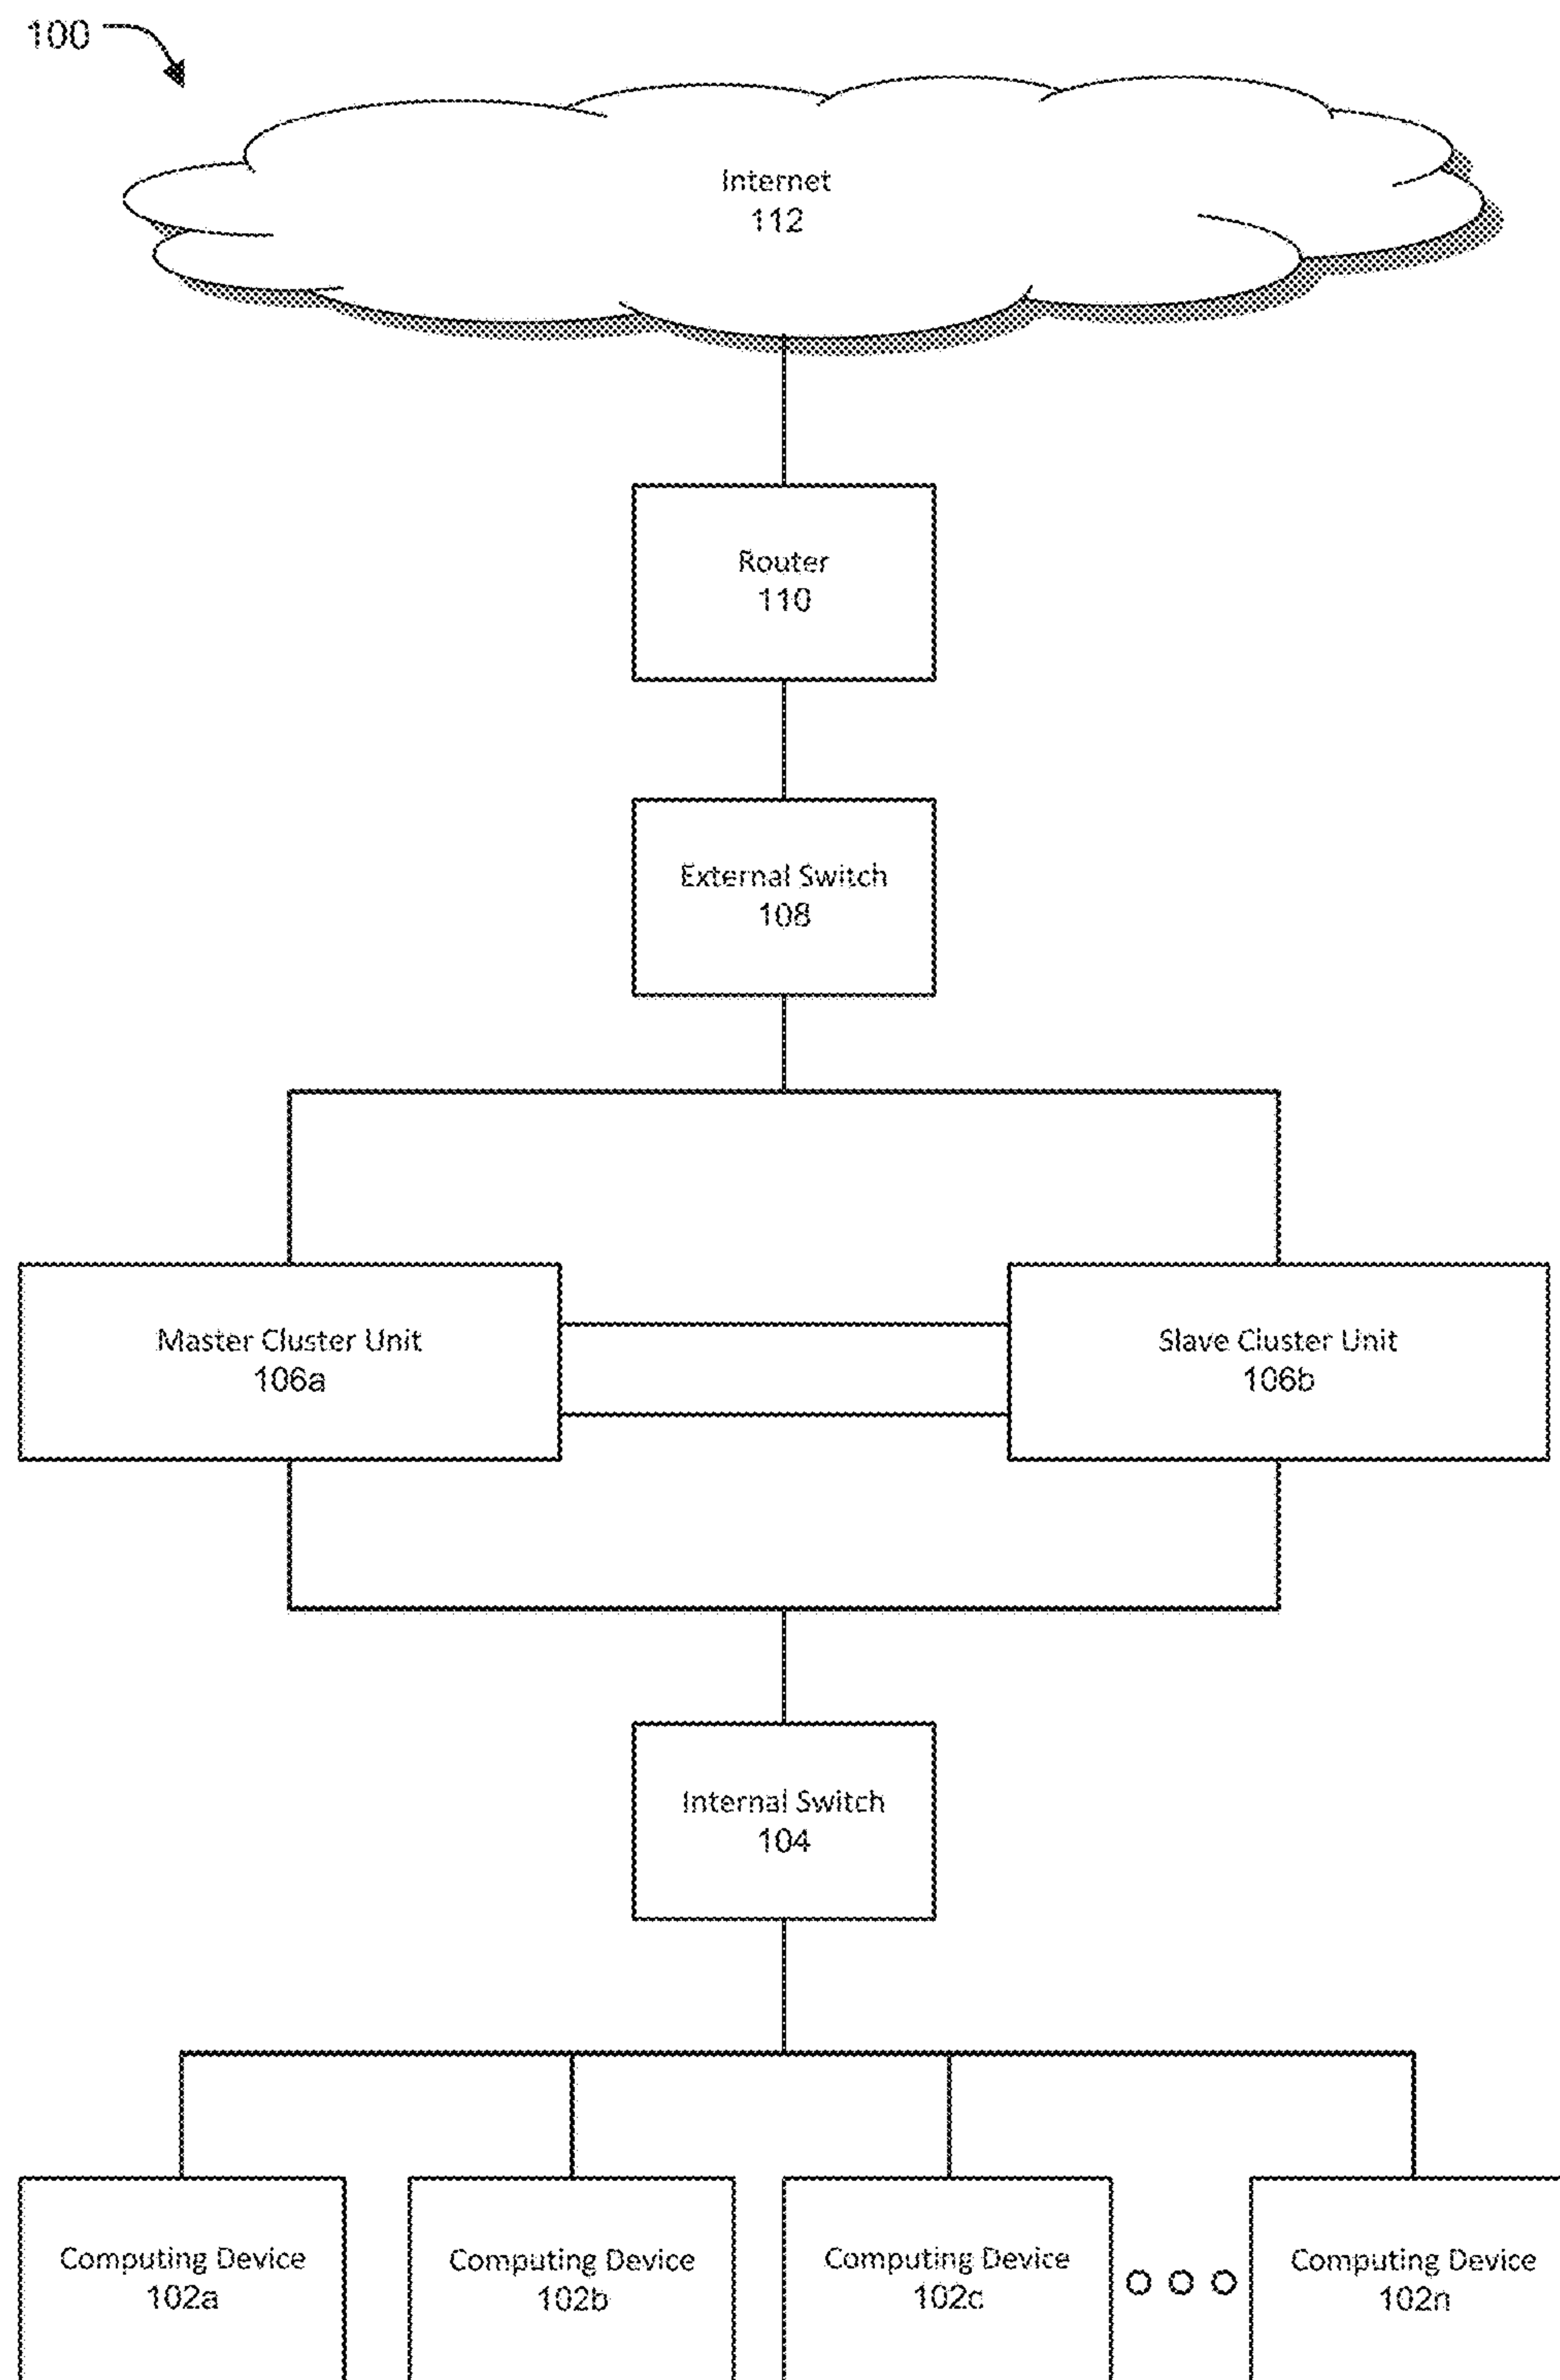 100
Internet
112
Router
110
External Switch
108
Master Cluster Unit
106a
Slave Cluster Unit
106b
Internal Switch
104
Computing Device
102a
Computing Device
102b
Computing Device
102c
Computing Device
102n